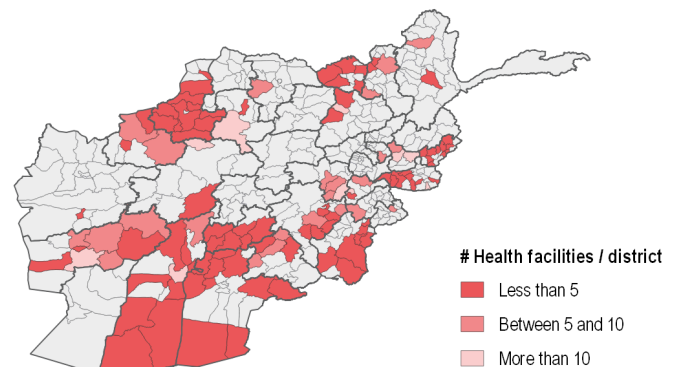 # Health facilities / district
Less than 5
Between 5 and 10
More than 10